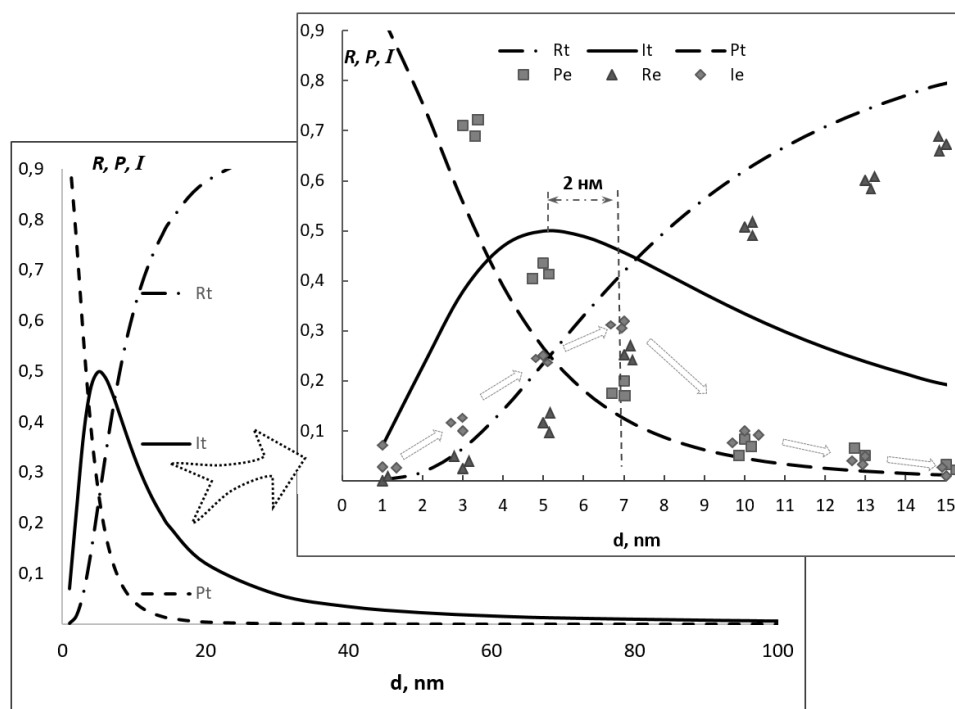 0,9
R, P, I
Rt
It
Pt
Pe
Re
Ie
0,8
0,7
0,6
2 нм
0,5
0,4
0,3
0,2
0,1
0 1 2 3 4 5 6 7 8 9 10 11 12 13 14 15
d, nm
R, P, I
0,9
0,8
0,7
Rt
0,6
0,5
It
0,4
0,3
0,2
0,1
Pt
0 20 40 60 80 100
d, nm